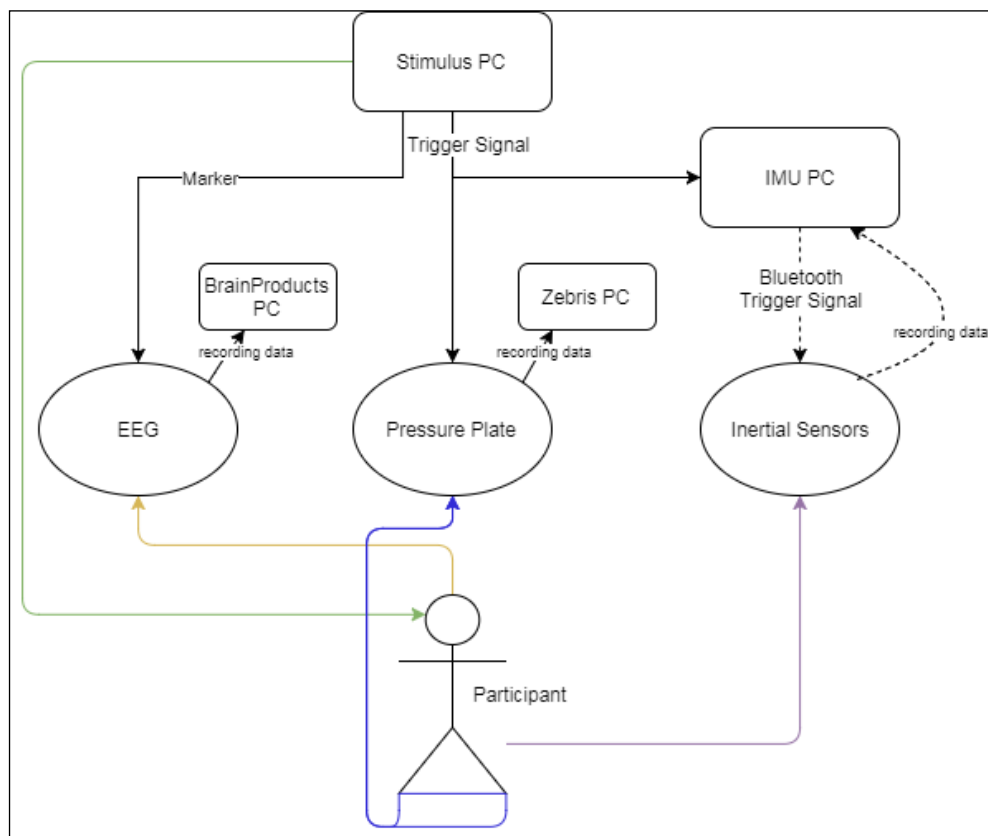 Stimulus PC
Trigger Signal
Marker
IMU PC
BrainProducts
PC
Zebris PC
Bluetooth
Trigger Signal
recording data
recording data
recording data
EEG
Pressure Plate
Inertial Sensors
Participant